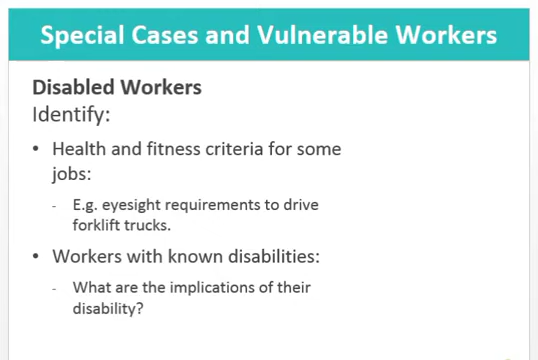 Special Cases and Vulnerable Workers
Disabled Workers
Identify:
• Health and fitness criteria for some
jobs:
- E.g. eyesight requirements to drive
forklift trucks.
• Workers with known disabilities:
- What are the implications of their
disability?